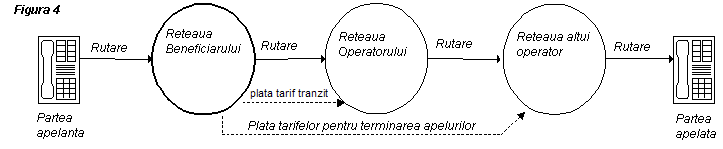 Figura 4
Rutare
Reteaua
Beneficiarului
Rutare
Reteaua
Operatorului
Rutare
Reteaua altui
operator
Rutare
plata tarif tranzit
Plata tarifelor pentru terminarea apelurilor
Partea
apelanta
Partea
apelata